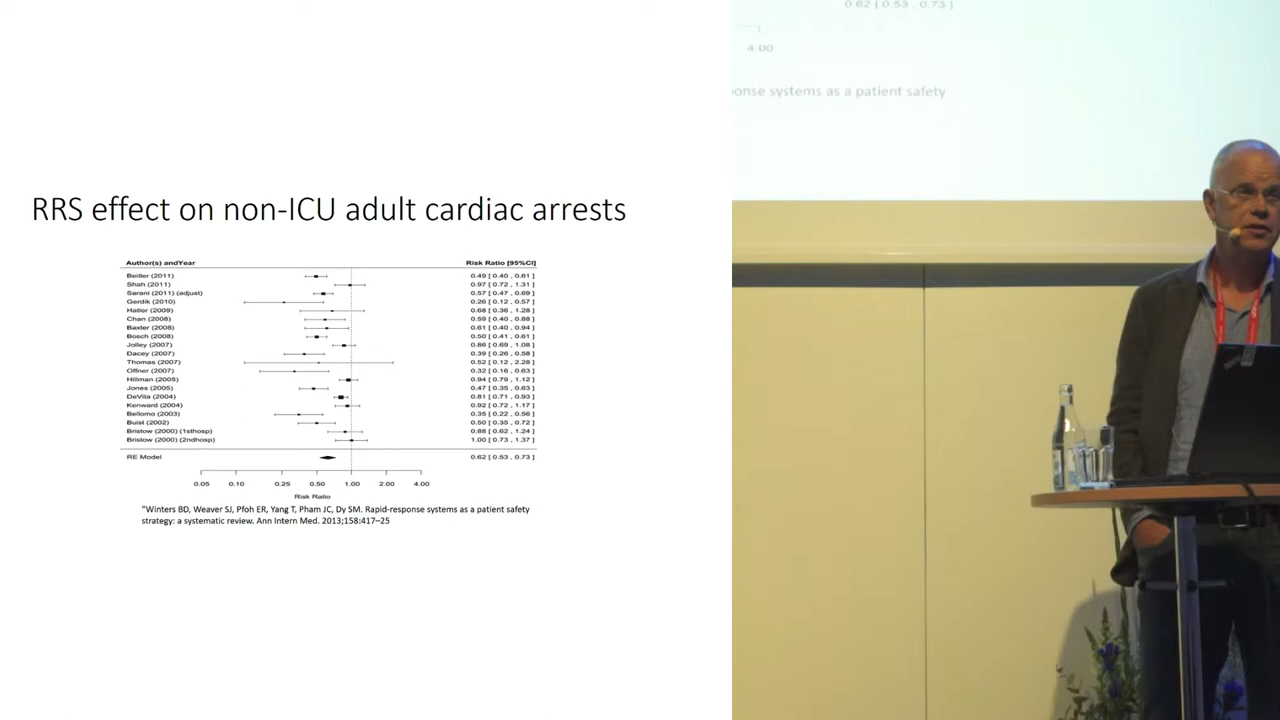 RRS effect on non-ICU adult cardiac arrests
Author(s) andYear Risk Ratio [95%CI]
Beitler (2011) 0.49 [ 0.40 , 0.61 ]
Shah (2011) 0.97 [ 0.72 , 1.31 ]
Sarani (2011) (adjust) 0.57 [ 0.47 , 0.69 ]
Gerdik (2010) 0.26 [ 0.12 , 0.57 ]
Hatler (2009) 0.68 [ 0.36 , 1.28 ]
Chan (2008) 0.59 [ 0.40 , 0.88 ]
Baxter (2008) 0.61 [ 0.40 , 0.94 ]
Bosch (2008) 0.50 [ 0.41 , 0.61 ]
Jolley (2007) 0.86 [ 0.69 , 1.08 ]
Dacey (2007) 0.39 [ 0.26 , 0.58 ]
Thomas (2007) 0.52 [ 0.12 , 2.28 ]
Offner (2007) 0.32 [ 0.16 , 0.63 ]
Hillman (2005) 0.94 [ 0.79 , 1.12 ]
Jones (2005) 0.47 [ 0.35 , 0.63 ]
DeVita (2004) 0.81 [ 0.71 , 0.93 ]
Kenward (2004) 0.92 [ 0.72 , 1.17 ]
Bellomo (2003) 0.35 [ 0.22 , 0.56 ]
Buist (2002) 0.50 [ 0.35 , 0.72 ]
Bristow (2000) (1sthosp) 0.88 [ 0.62 , 1.24 ]
Bristow (2000) (2ndhosp) 1.00 [ 0.73 , 1.37 ]
RE Model 0.62 [ 0.53 , 0.73 ]
0.05 0.10 0.25 0.50 1.00 2.00 4.00
Risk Ratio
"Winters BD, Weaver SJ, Pfoh ER, Yang T, Pham JC, Dy SM. Rapid-response systems as a patient safety
strategy: a systematic review. Ann Intern Med. 2013;158:417–25
0.62 [ 0.53 , 0.73 ]
4.00
onse systems as a patient safety